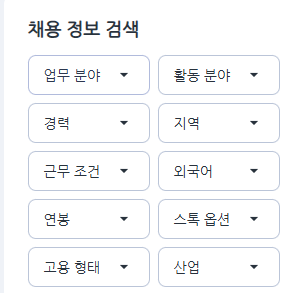 채용 정보 검색
업무 분야 활동 분야
경력 지역
근무 조건 외국어
연봉 스톡 옵션
고용 형태 산업